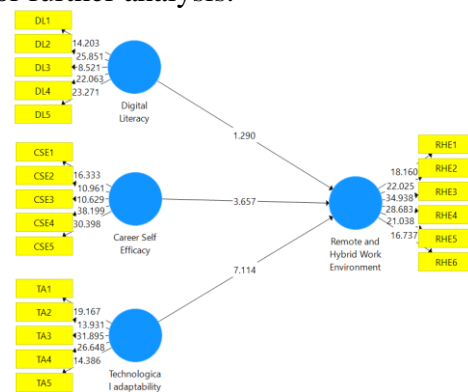 or further analysis.
DL1
DL2
DL3
DL4
DL5
14.203
25.851
8.521
22.063
23.271
Digital
Literacy
1.290
CSE1
CSE2
CSE3
CSE4
CSE5
16.333
10.961
10.629
38.199
30.398
Career Self
Efficacy
3.657
TA1
TA2
TA3
TA4
TA5
19.167
13.931
31.895
26.648
14.386
Technologica
l adaptability
7.114
Remote and
Hybrid Work
Environment
18.160
22.025
34.938
28.683
21.038
16.737
RHE1
RHE2
RHE3
RHE4
RHE5
RHE6